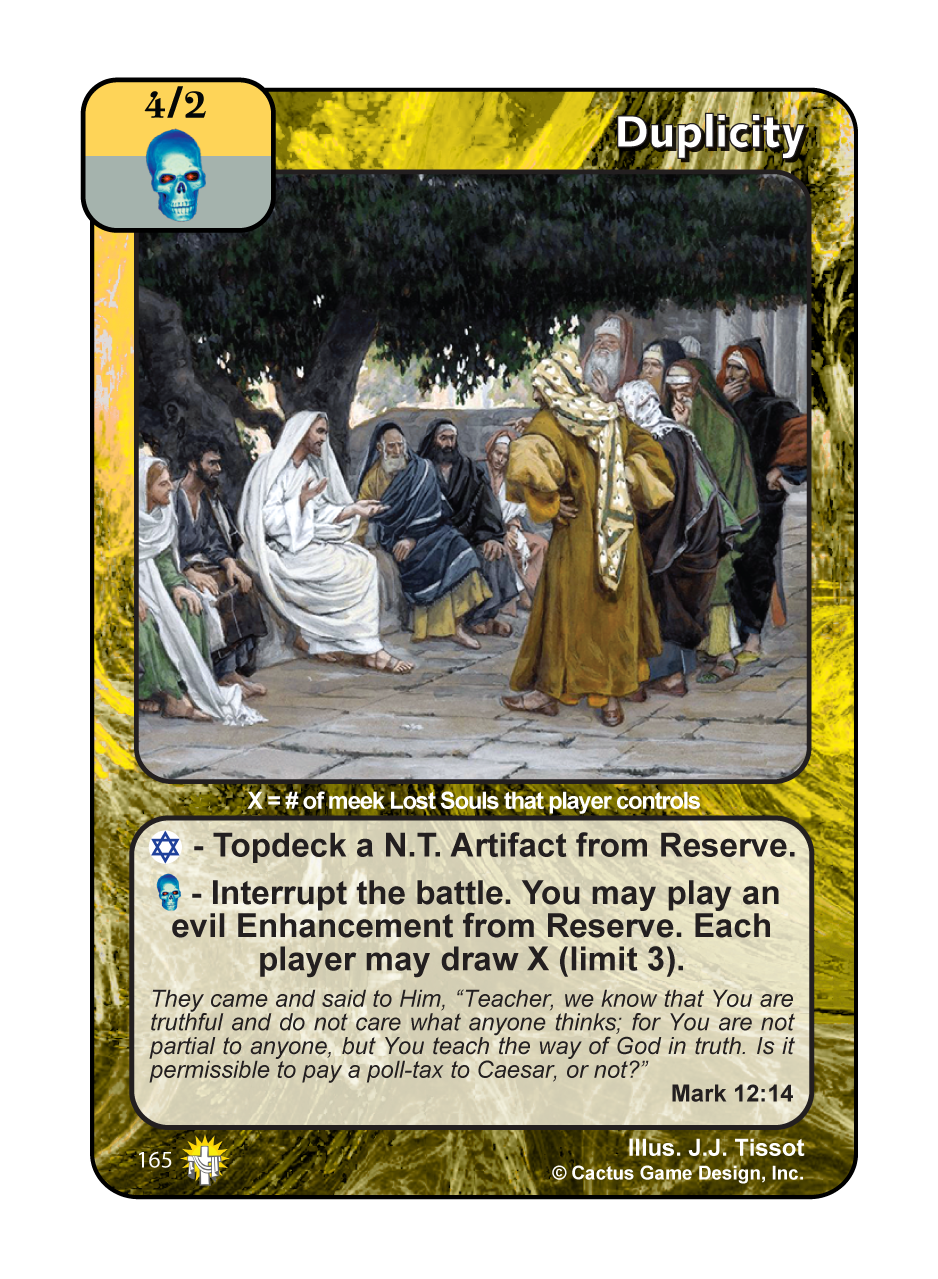 4/2
Duplicity
X = # of meek Lost Souls that player controls
- Topdeck a N.T. Artifact from Reserve.
- Interrupt the battle. You may play an
evil Enhancement from Reserve. Each
player may draw X (limit 3).
They came and said to Him, “Teacher, we know that You are
truthful and do not care what anyone thinks; for You are not
partial to anyone, but You teach the way of God in truth. Is it
permissible to pay a poll-tax to Caesar, or not?”
Mark 12:14
165
Illus. J.J. Tissot
© Cactus Game Design, Inc.